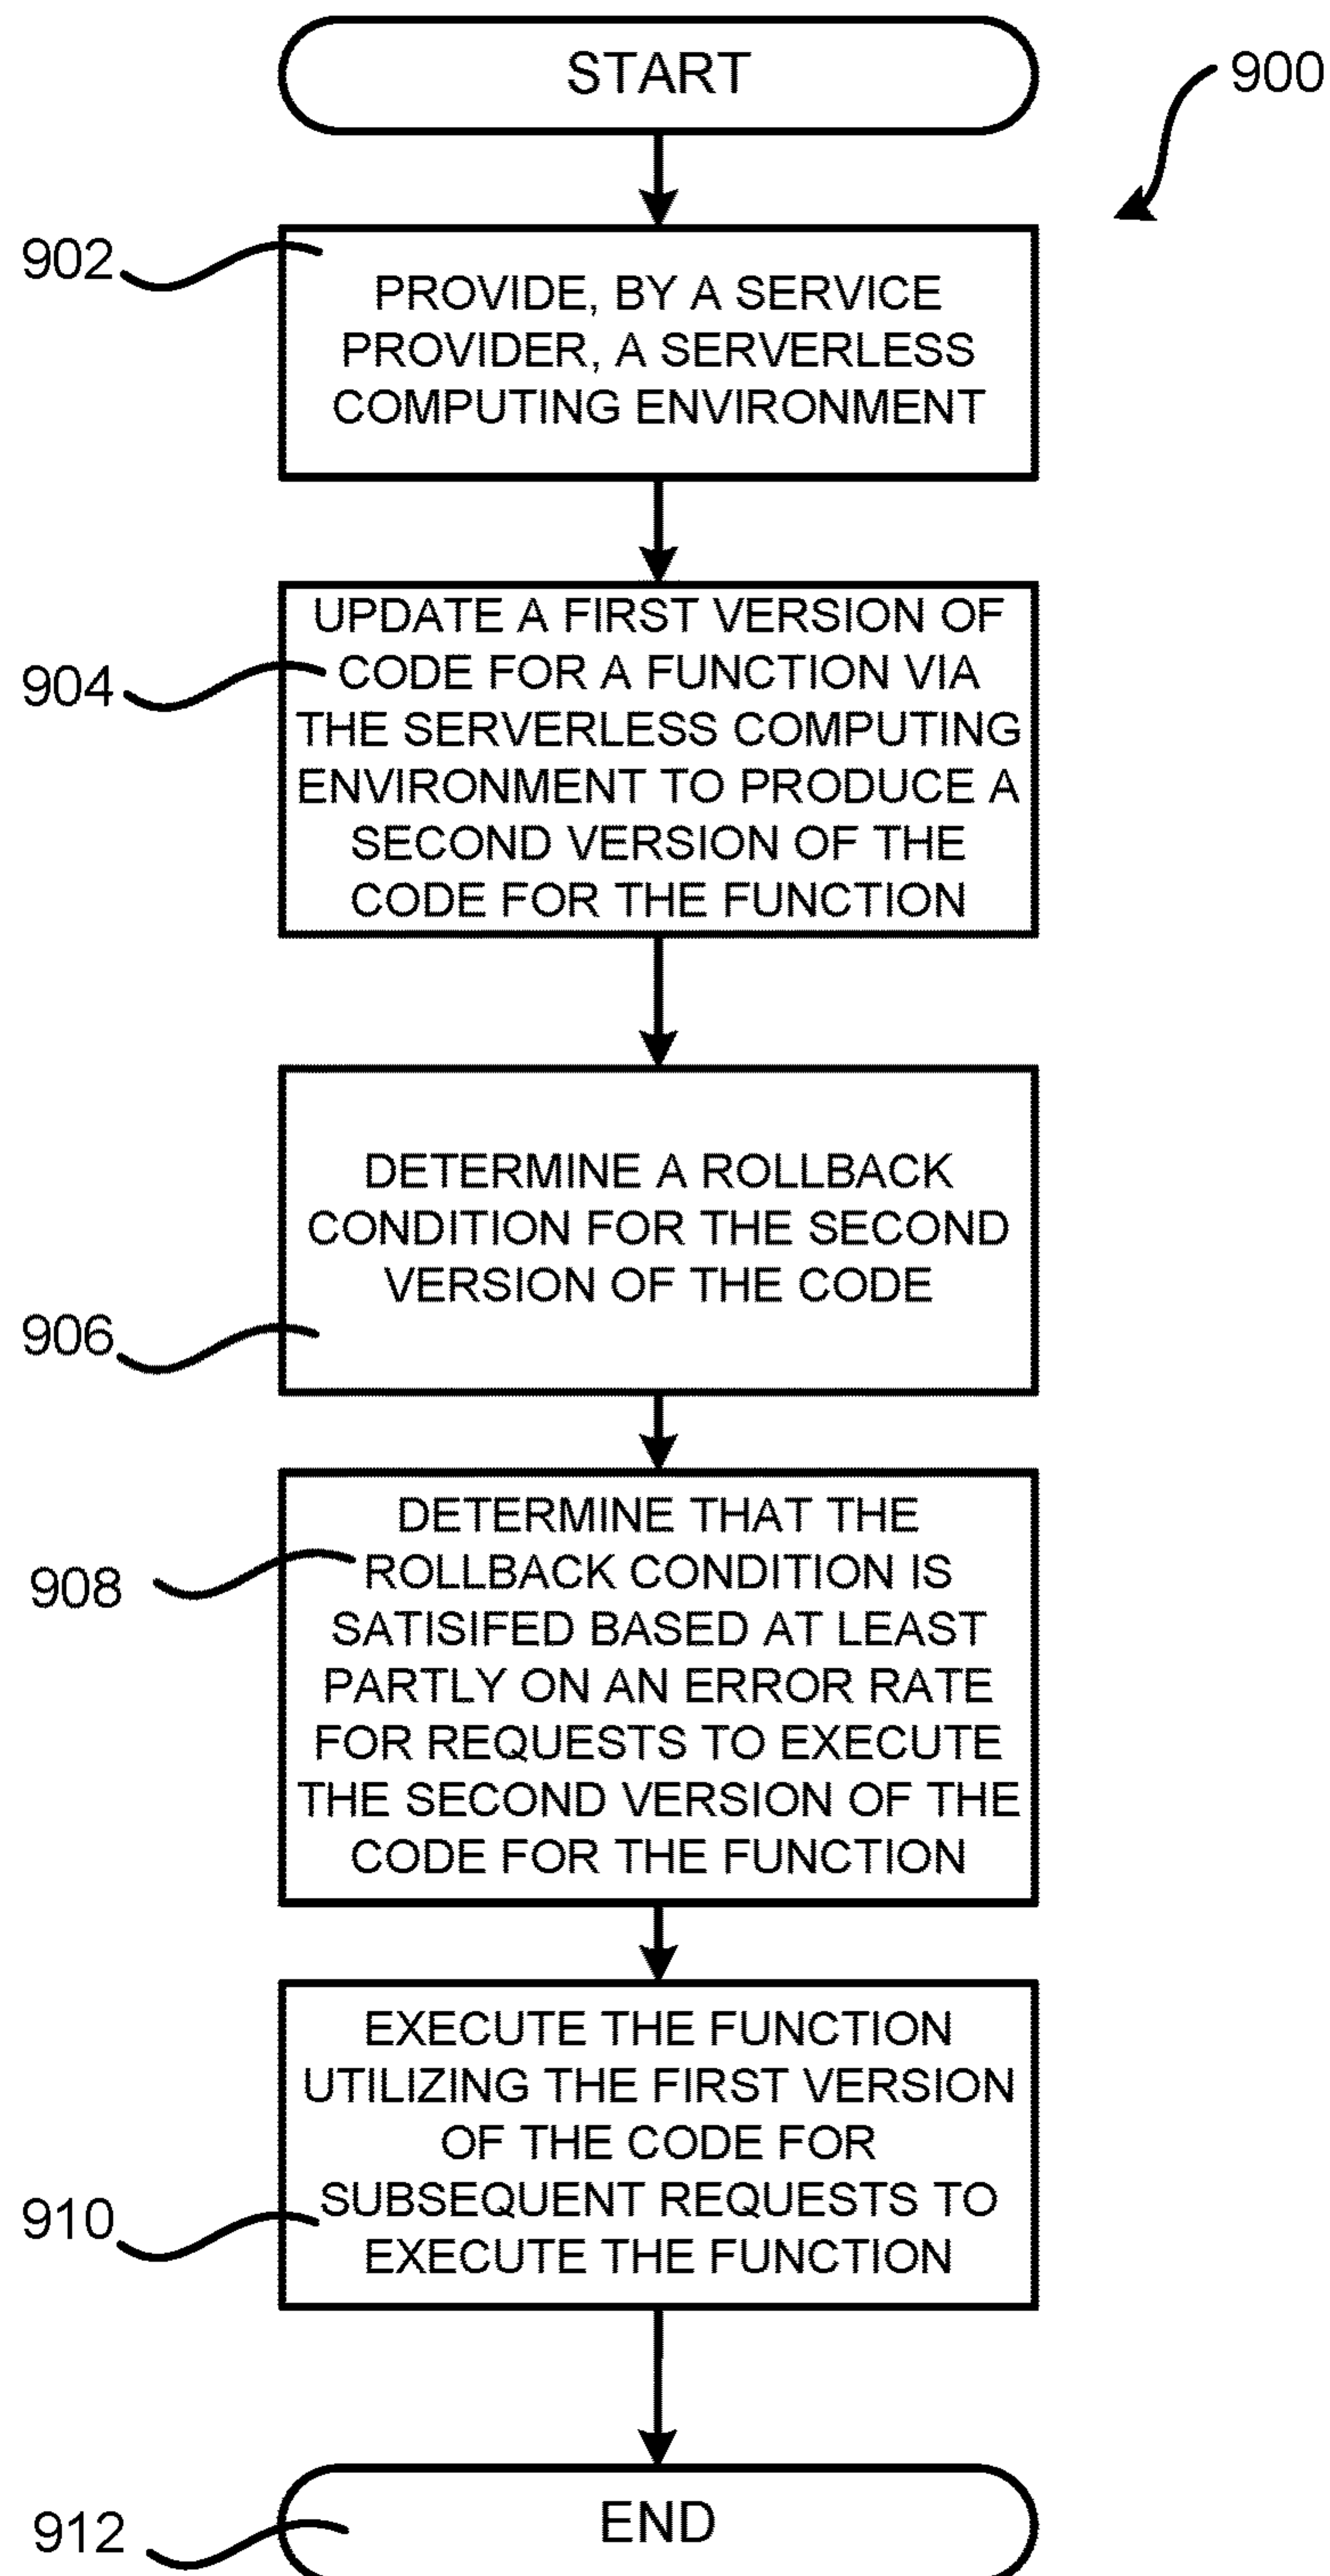 START
900
902
PROVIDE, BY A SERVICE
PROVIDER, A SERVERLESS
COMPUTING ENVIRONMENT
904
UPDATE A FIRST VERSION OF
CODE FOR A FUNCTION VIA
THE SERVERLESS COMPUTING
ENVIRONMENT TO PRODUCE A
SECOND VERSION OF THE
CODE FOR THE FUNCTION
906
DETERMINE A ROLLBACK
CONDITION FOR THE SECOND
VERSION OF THE CODE
908
DETERMINE THAT THE
ROLLBACK CONDITION IS
SATISIFED BASED AT LEAST
PARTLY ON AN ERROR RATE
FOR REQUESTS TO EXECUTE
THE SECOND VERSION OF THE
CODE FOR THE FUNCTION
910
EXECUTE THE FUNCTION
UTILIZING THE FIRST VERSION
OF THE CODE FOR
SUBSEQUENT REQUESTS TO
EXECUTE THE FUNCTION
912
END